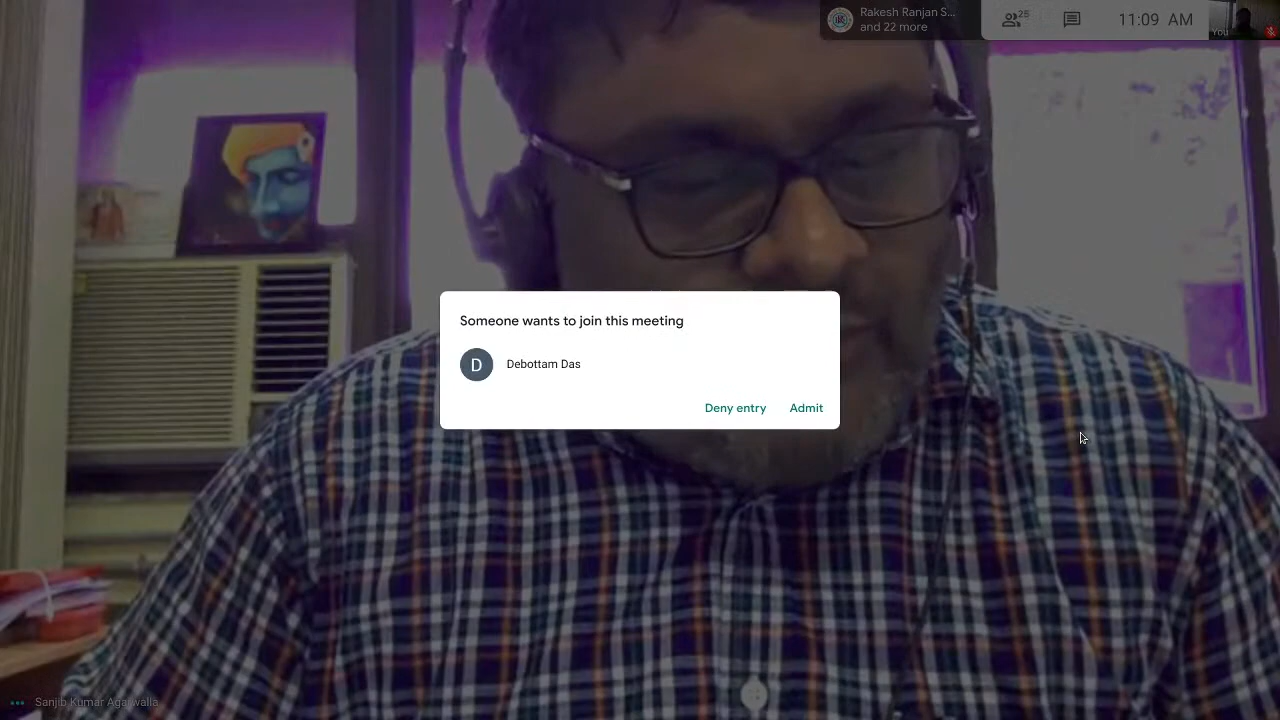 Rakesh Ranjan S...
and 22 more
25
11:09 AM
You
Someone wants to join this meeting
D
Debottam Das
Deny entry
Admit
Sanjib Kumar Agarwalla